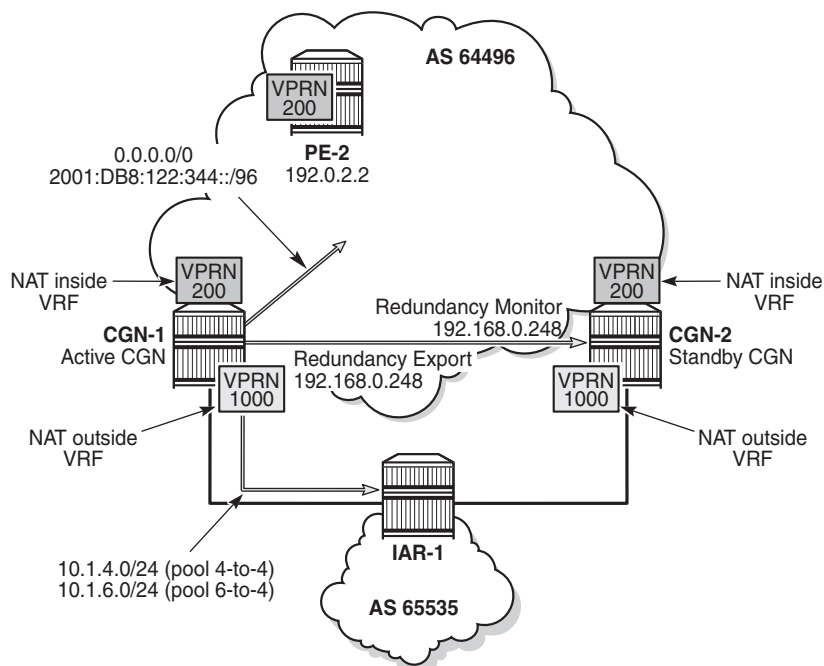 AS 64496
VPRN
200
PE-2
192.0.2.2
0.0.0.0/0
2001:DB8:122:344::/96
NAT inside
VRF
VPRN
200
CGN-1
Active CGN
Redundancy Monitor
192.168.0.248
Redundancy Export
192.168.0.248
VPRN
200
NAT inside
VRF
CGN-2
Standby CGN
VPRN
1000
NAT outside
VRF
VPRN
1000
NAT outside
VRF
IAR-1
10.1.4.0/24 (pool 4-to-4)
10.1.6.0/24 (pool 6-to-4)
AS 65535